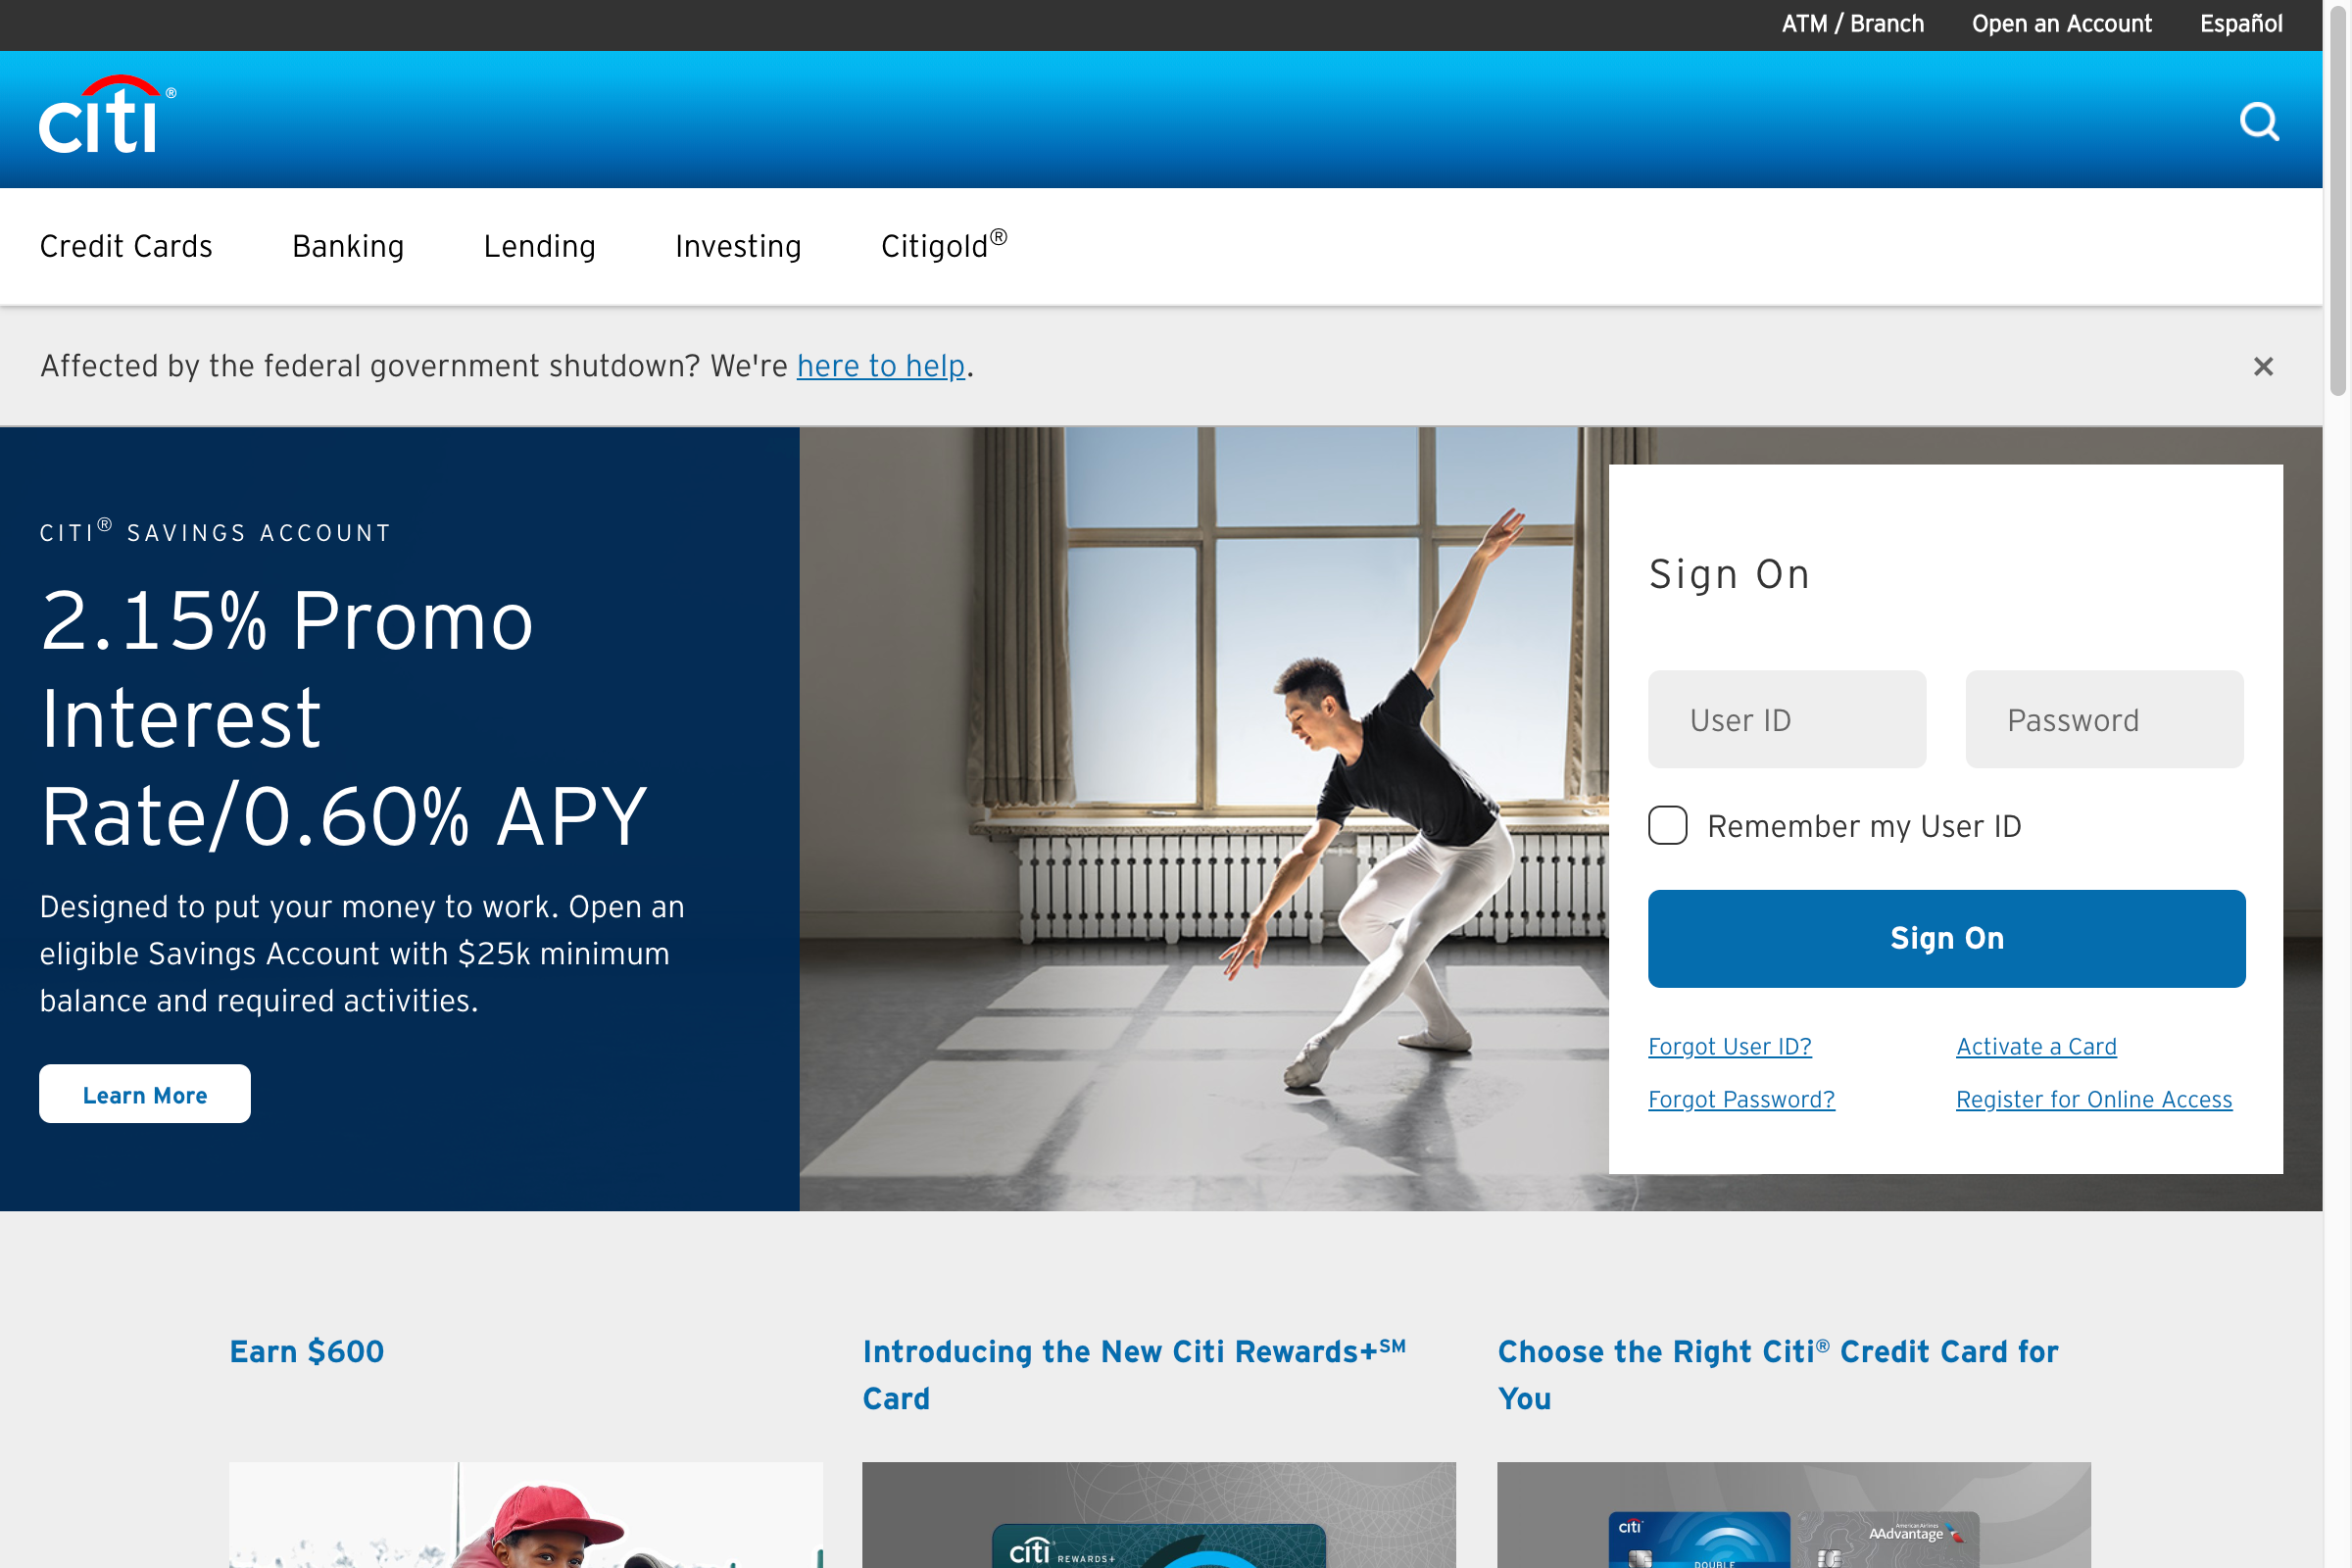 ATM / Branch Open an Account Español
citi®
Credit Cards Banking Lending Investing Citigold®
Affected by the federal government shutdown? We're here to help. ×
CITI® SAVINGS ACCOUNT
2.15% Promo
Interest
Rate/0.60% APY
Designed to put your money to work. Open an
eligible Savings Account with $25k minimum
balance and required activities.
Learn More
Sign On
User ID Password
Remember my User ID
Sign On
Forgot User ID? Activate a Card
Forgot Password? Register for Online Access
Earn $600
Introducing the New Citi Rewards+℠
Card
Choose the Right Citi® Credit Card for
You
citi® REWARDS+
citi®
DOUBLE
American Airlines
AAdvantage